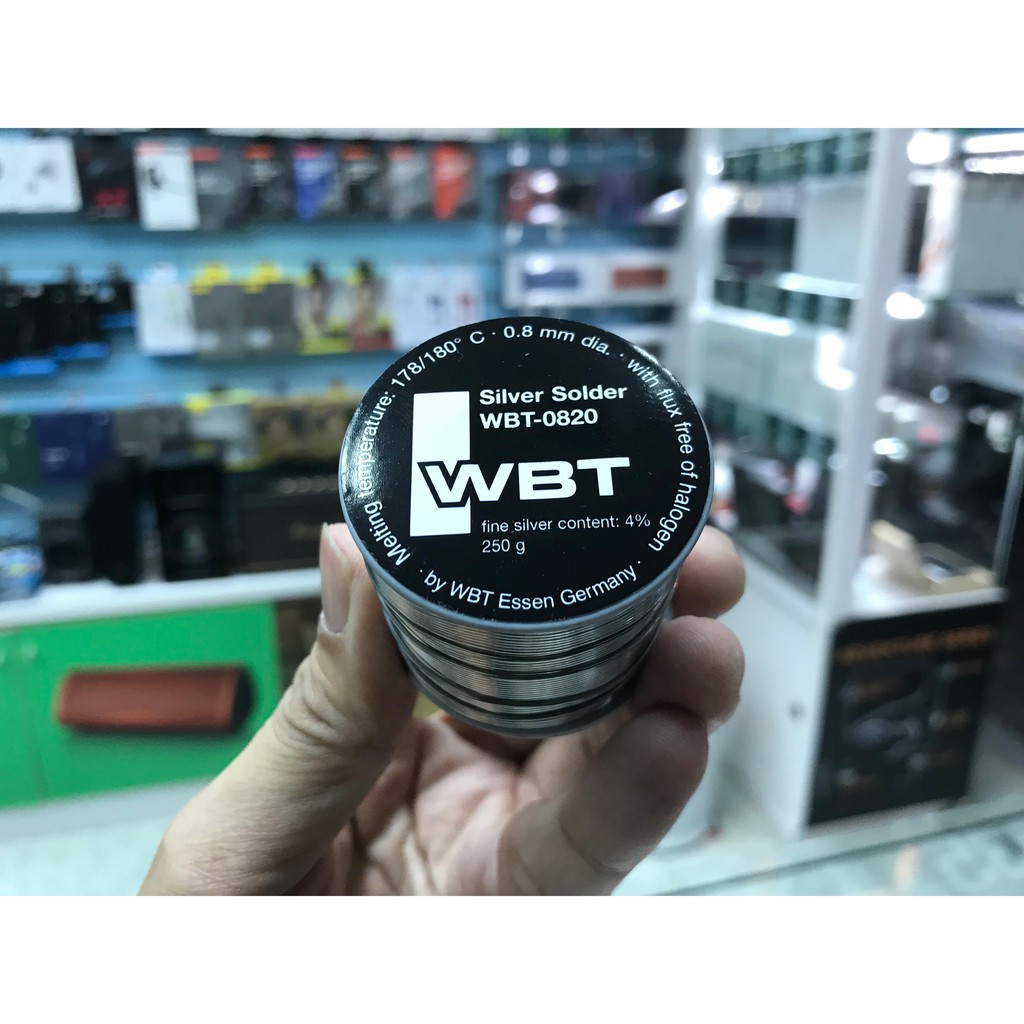 Melting temperature: 178/180° C · 0.8 mm dia. · with flux free of halogen · by WBT Essen Germany ·
Silver Solder
WBT-0820
WBT
fine silver content: 4%
250 g